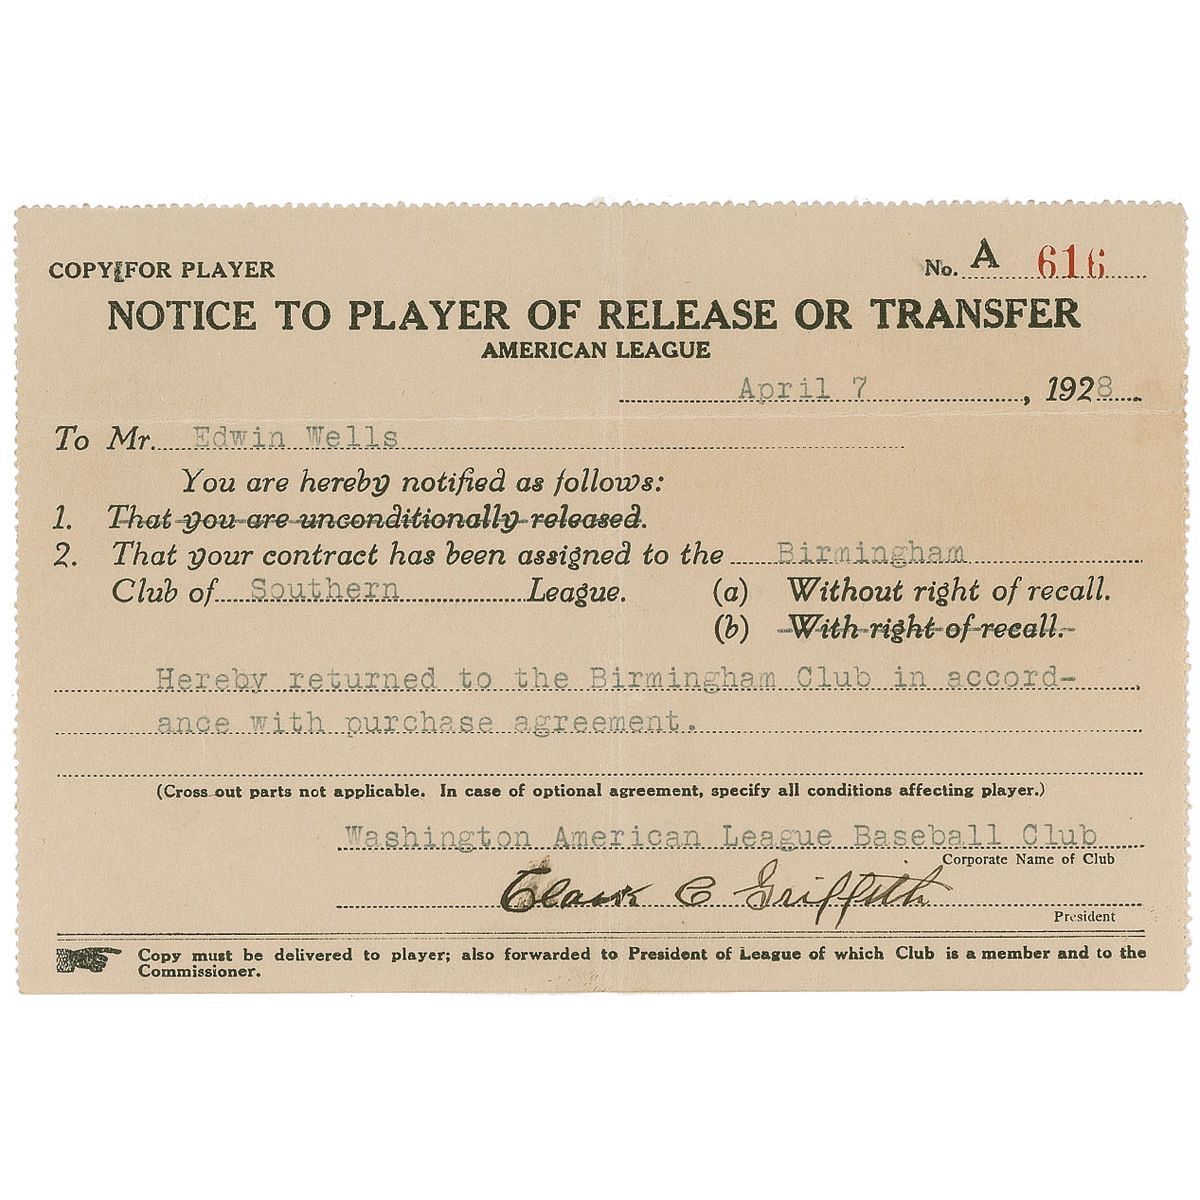 COPY FOR PLAYER
No. A 616
NOTICE TO PLAYER OF RELEASE OR TRANSFER
AMERICAN LEAGUE
April 7, 1928
To Mr. Edwin Wells
You are hereby notified as follows:
1. That you are unconditionally released.
2. That your contract has been assigned to the Birmingham
Club of Southern League. (a) Without right of recall.
(b) With right of recall.
Hereby returned to the Birmingham Club in accord-
ance with purchase agreement.
(Cross out parts not applicable. In case of optional agreement, specify all conditions affecting player.)
Washington American League Baseball Club
Corporate Name of Club
Clark C Griffith
President
Copy must be delivered to player; also forwarded to President of League of which Club is a member and to the
Commissioner.